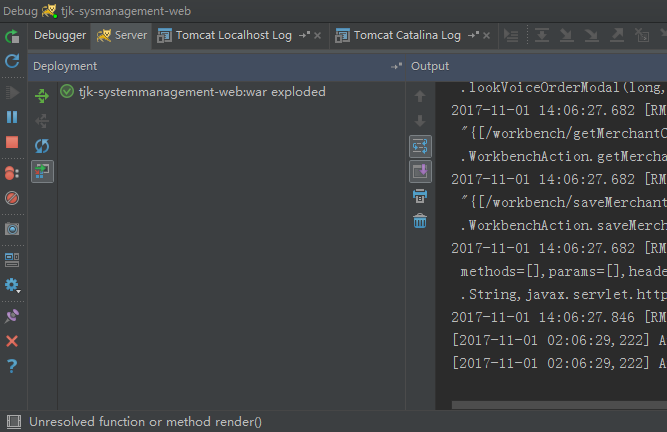 Debug tjk-sysmanagement-web
Debugger Server Tomcat Localhost Log Tomcat Catalina Log
Deployment
Output
tjk-systemmanagement-web:war exploded
.lookVoiceOrderModal(long,
2017-11-01 14:06:27.682 [RM
"{[/workbench/getMerchantC
.WorkbenchAction.getMercha
2017-11-01 14:06:27.682 [RM
"{[/workbench/saveMerchant
.WorkbenchAction.saveMerch
2017-11-01 14:06:27.682 [RM
methods=[],params=[],heade
.String,javax.servlet.http
2017-11-01 14:06:27.846 [RM
[2017-11-01 02:06:29,222] A
[2017-11-01 02:06:29,222] A
Unresolved function or method render()